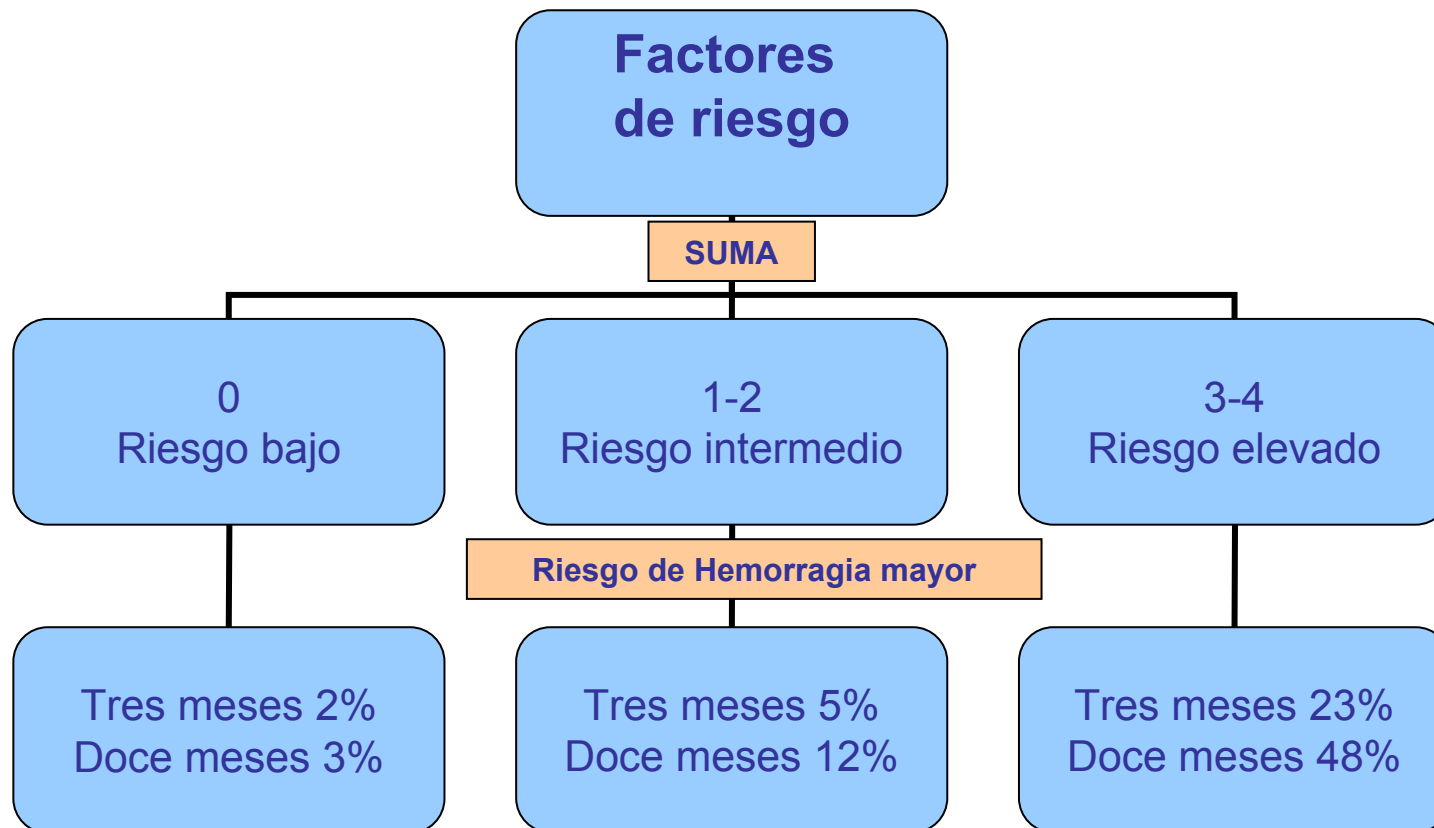 Factores
de riesgo
SUMA
0
Riesgo bajo
1-2
Riesgo intermedio
3-4
Riesgo elevado
Riesgo de Hemorragia mayor
Tres meses 2%
Doce meses 3%
Tres meses 5%
Doce meses 12%
Tres meses 23%
Doce meses 48%